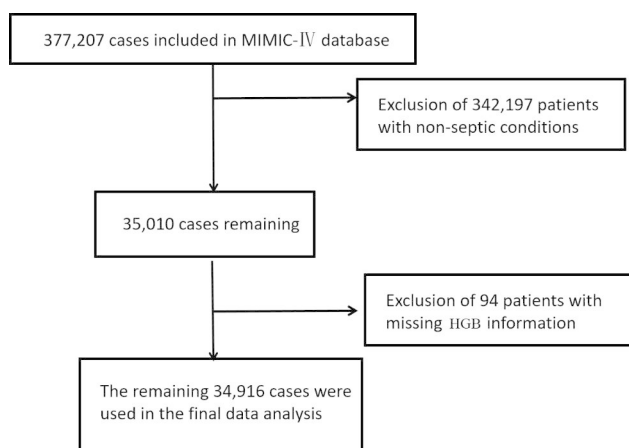 377,207 cases included in MIMIC-Ⅳ database
Exclusion of 342,197 patients
with non-septic conditions
35,010 cases remaining
Exclusion of 94 patients with
missing HGB information
The remaining 34,916 cases were
used in the final data analysis